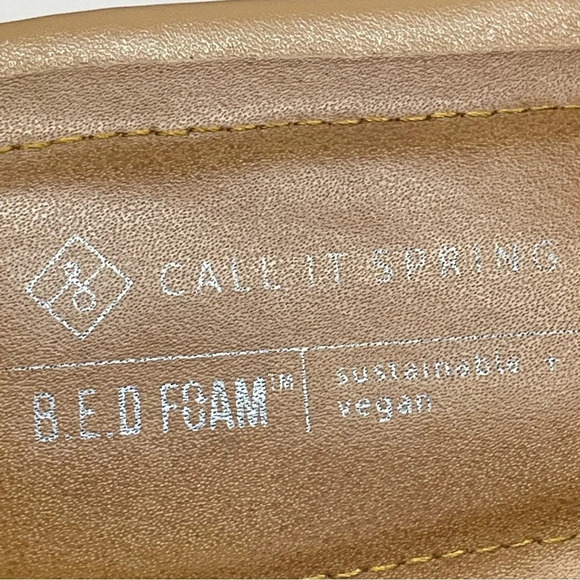 CALL IT SPRING
B.E.D FOAM™
sustainable +
vegan